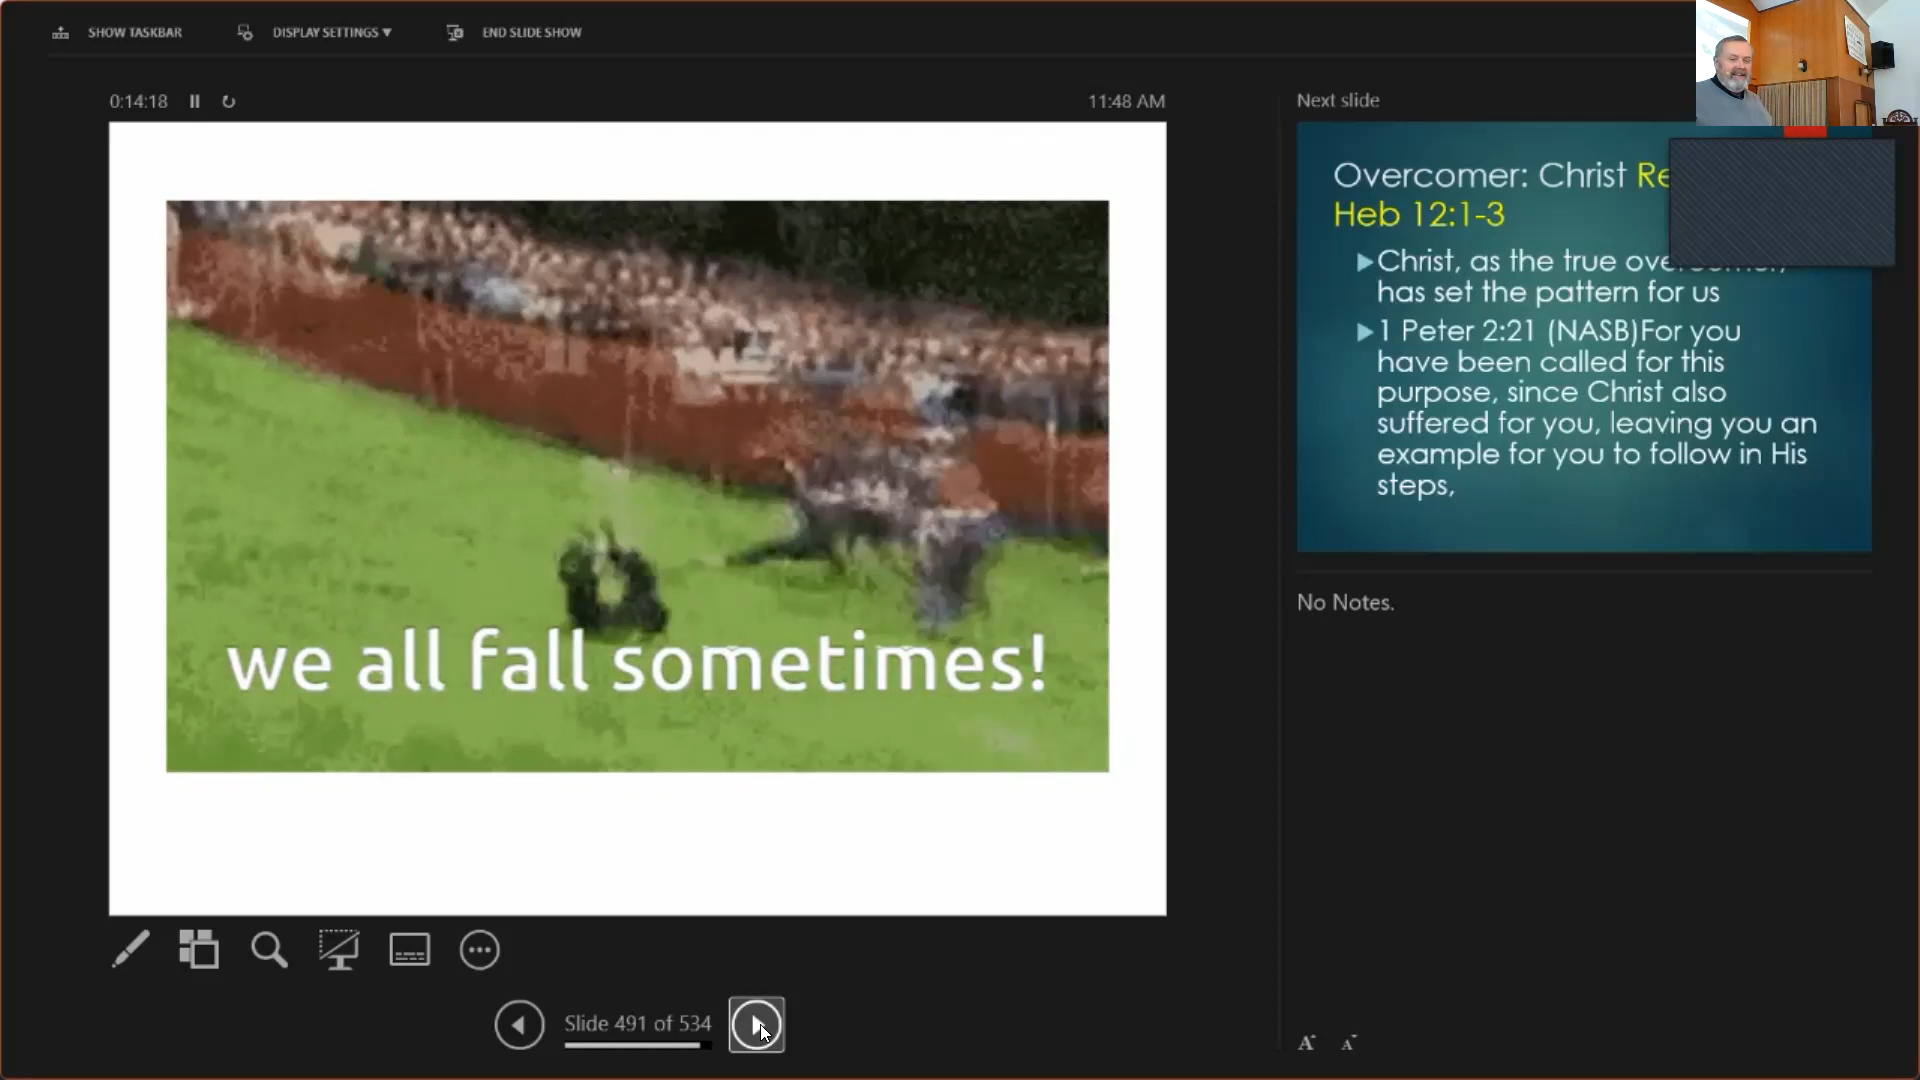 SHOW TASKBAR
DISPLAY SETTINGS ▼
END SLIDE SHOW
0:14:18
11:48 AM
we all fall sometimes!
Slide 491 of 534
Next slide
Overcomer: Christ
Heb 12:1-3
Christ, as the true
has set the pattern for us
1 Peter 2:21 (NASB)For you
have been called for this
purpose, since Christ also
suffered for you, leaving you an
example for you to follow in His
steps,
No Notes.
A A